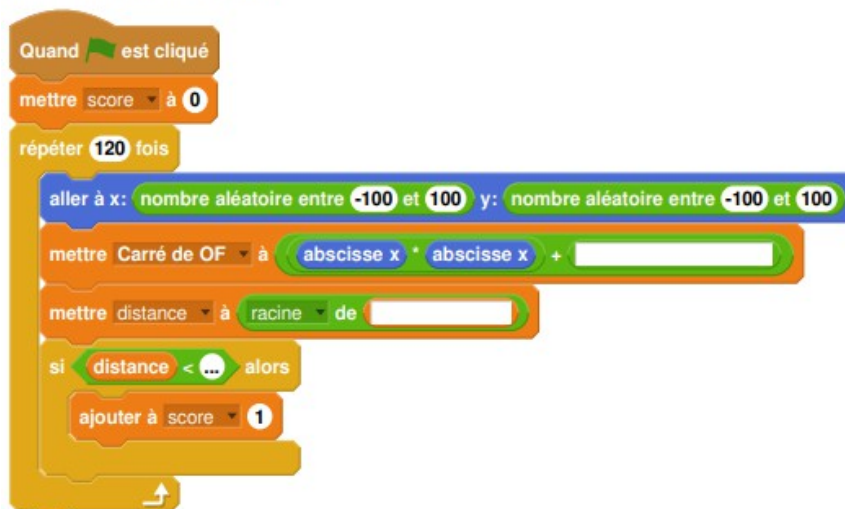 Quand est cliqué
mettre score à 0
répéter 120 fois
aller à x: nombre aléatoire entre -100 et 100 y: nombre aléatoire entre -100 et 100
mettre Carré de OF à abscisse x * abscisse x +
mettre distance à racine de
si distance < ... alors
ajouter à score 1